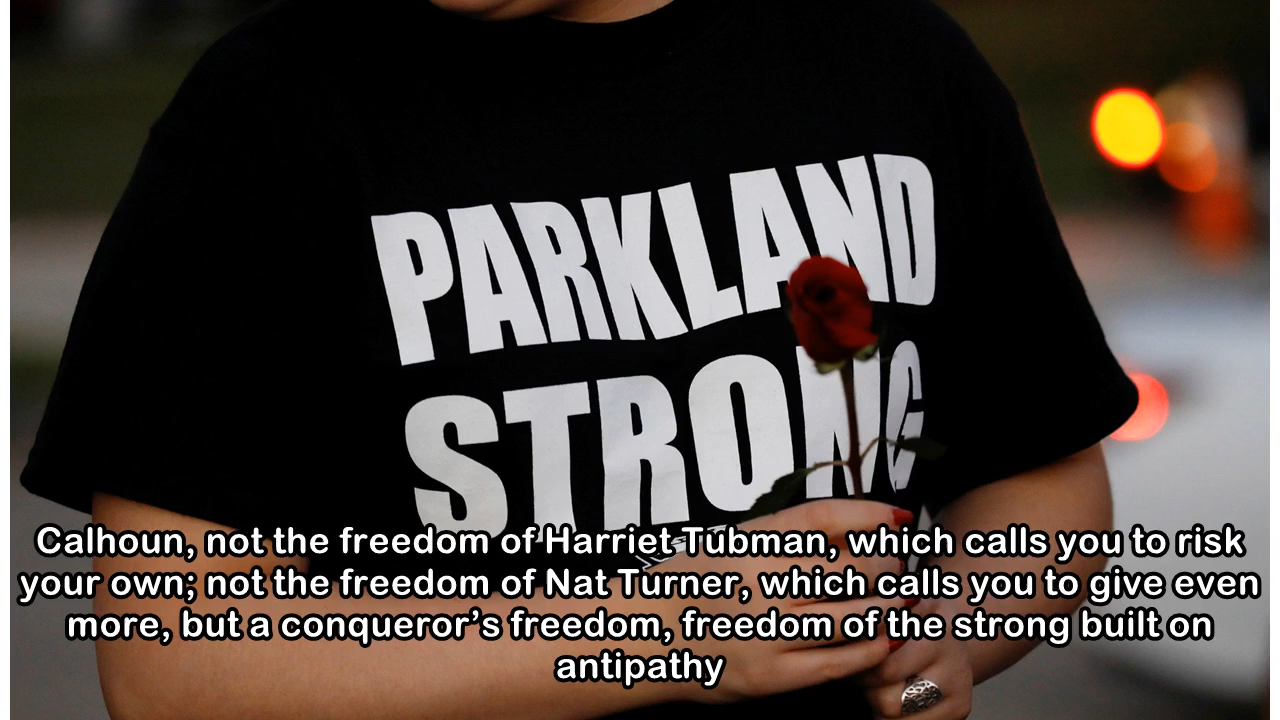 PARKLAND
STRONG
Calhoun, not the freedom of Harriet Tubman, which calls you to risk
your own; not the freedom of Nat Turner, which calls you to give even
more, but a conqueror’s freedom, freedom of the strong built on
antipathy